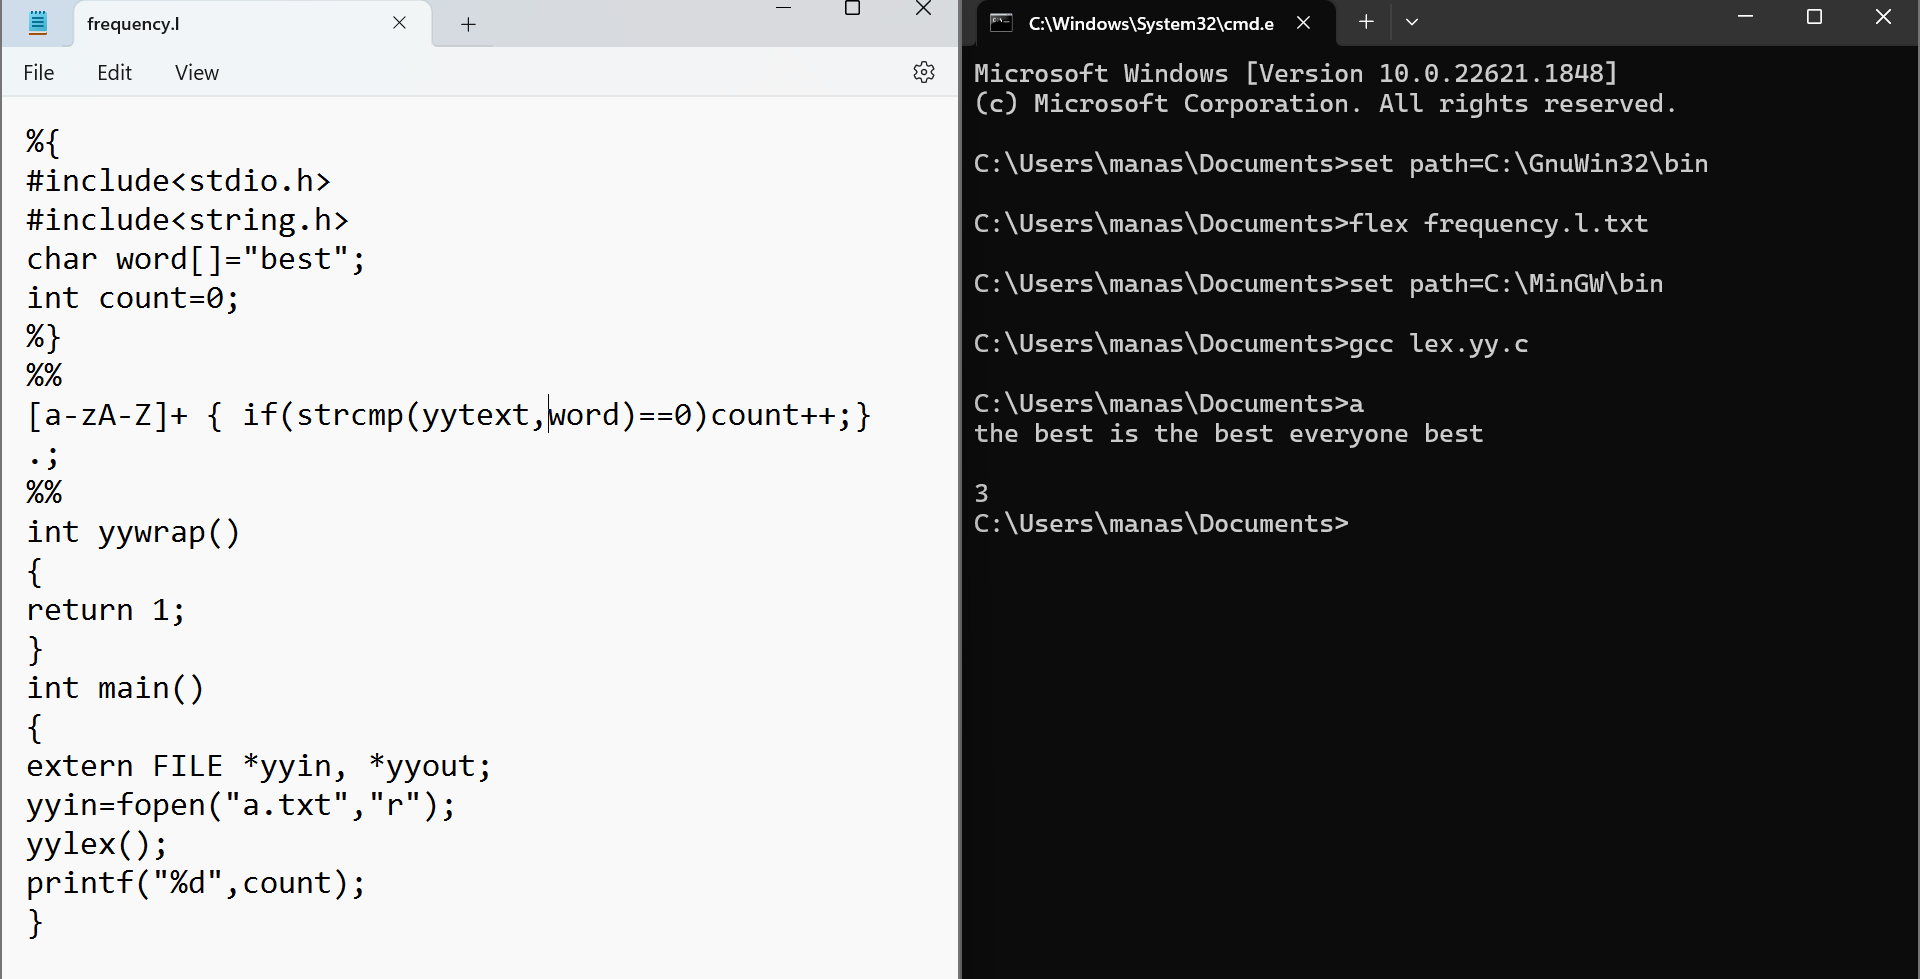 frequency.l
File Edit View
%{
#include<stdio.h>
#include<string.h>
char word[]="best";
int count=0;
%}
%%
[a-zA-Z]+ { if(strcmp(yytext,word)==0)count++;}
.;
%%
int yywrap()
{
return 1;
}
int main()
{
extern FILE *yyin, *yyout;
yyin=fopen("a.txt","r");
yylex();
printf("%d",count);
}
C:\Windows\System32\cmd.e
Microsoft Windows [Version 10.0.22621.1848]
(c) Microsoft Corporation. All rights reserved.
C:\Users\manas\Documents>set path=C:\GnuWin32\bin
C:\Users\manas\Documents>flex frequency.l.txt
C:\Users\manas\Documents>set path=C:\MinGW\bin
C:\Users\manas\Documents>gcc lex.yy.c
C:\Users\manas\Documents>a
the best is the best everyone best
3
C:\Users\manas\Documents>